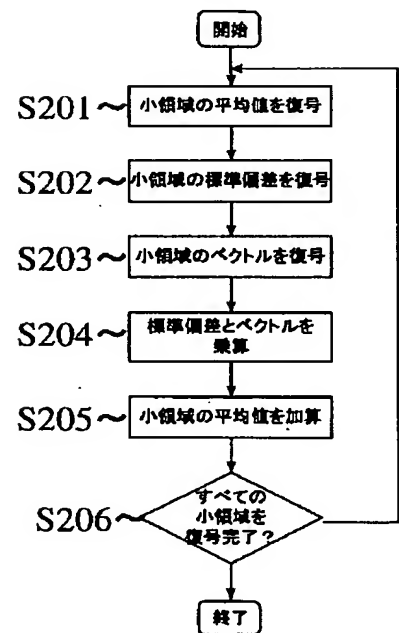 開始
S201～ 小領域の平均値を復号
S202～ 小領域の標準偏差を復号
S203～ 小領域のベクトルを復号
S204～ 標準偏差とベクトルを
乗算
S205～ 小領域の平均値を加算
S206～ すべての
小領域を
復号完了？
終了